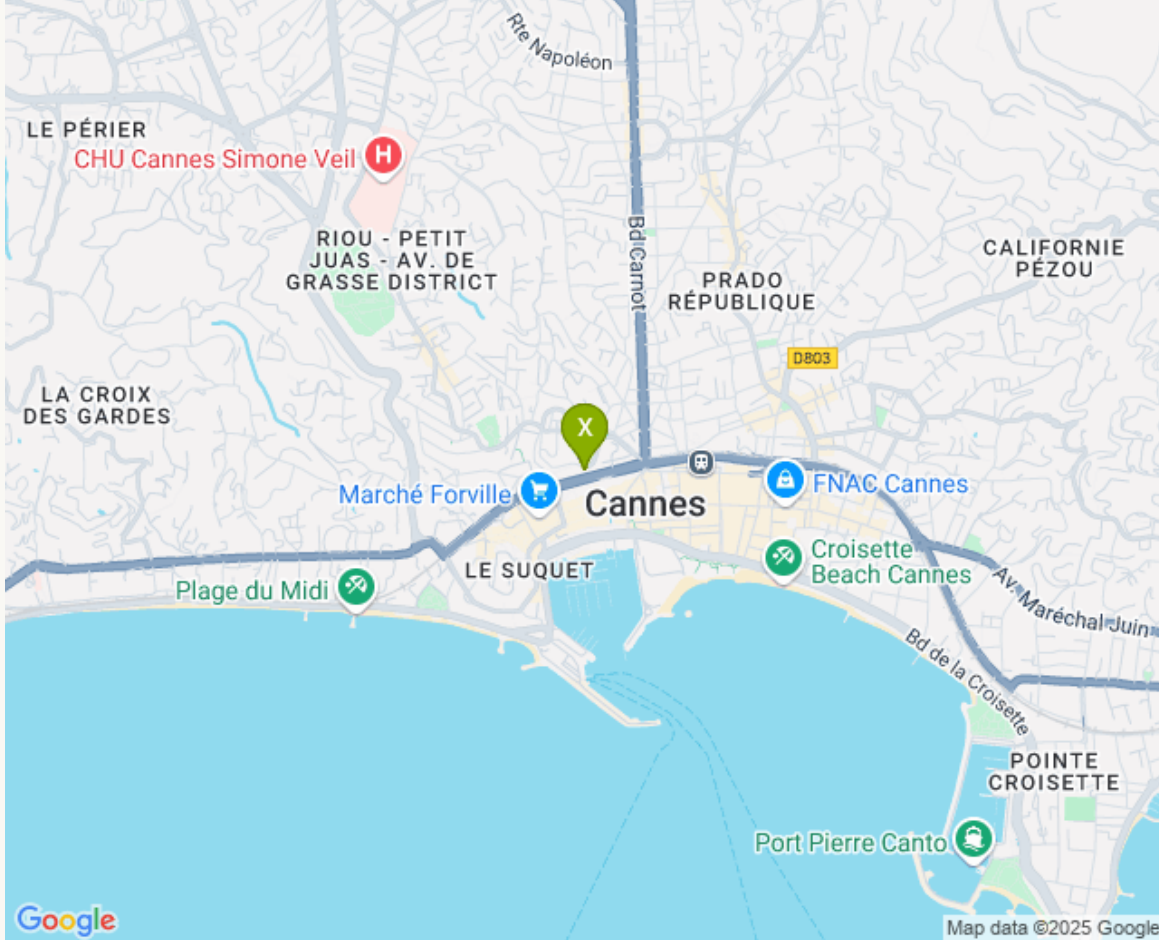 Rte Napoléon
LE PÉRIER
CHU Cannes Simone Veil
H
RIOU - PETIT
JUAS - AV. DE
GRASSE DISTRICT
Bd Carnot
CALIFORNIE
PÉZOU
PRADO
RÉPUBLIQUE
D803
LA CROIX
DES GARDES
X
Marché Forville
Cannes
FNAC Cannes
LE SUQUET
Plage du Midi
Croisette
Beach Cannes
Av. Maréchal Juin
Bd de la Croisette
POINTE
CROISETTE
Port Pierre Canto
Google
Map data ©2025 Google